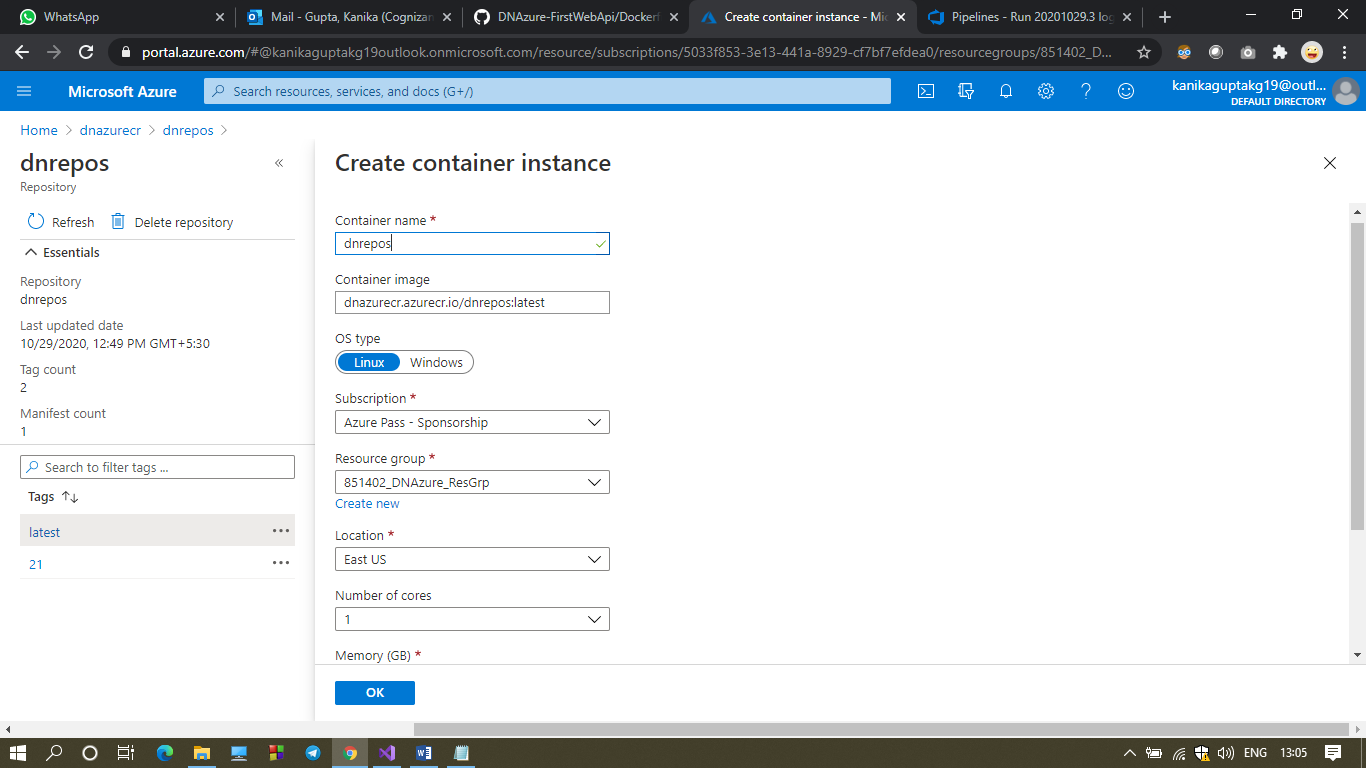 WhatsApp
Mail - Gupta, Kanika (Cognizan
DNAzure-FirstWebApi/Dockerf
Create container instance - Mic
Pipelines - Run 20201029.3 log
portal.azure.com/#@kanikaguptakg19outlook.onmicrosoft.com/resource/subscriptions/5033f853-3e13-441a-8929-cf7bf7efdea0/resourcegroups/851402_D...
Microsoft Azure
Search resources, services, and docs (G+/)
kanikaguptakg19@outl...
DEFAULT DIRECTORY
Home > dnazurecr > dnrepos >
dnrepos
Repository
Refresh
Delete repository
Essentials
Repository
dnrepos
Last updated date
10/29/2020, 12:49 PM GMT+5:30
Tag count
2
Manifest count
1
Search to filter tags ...
Tags
latest
21
Create container instance
Container name *
dnrepos
Container image
dnazurecr.azurecr.io/dnrepos:latest
OS type
Linux Windows
Subscription *
Azure Pass - Sponsorship
Resource group *
851402_DNAzure_ResGrp
Create new
Location *
East US
Number of cores
1
Memory (GB) *
OK
ENG
13:05